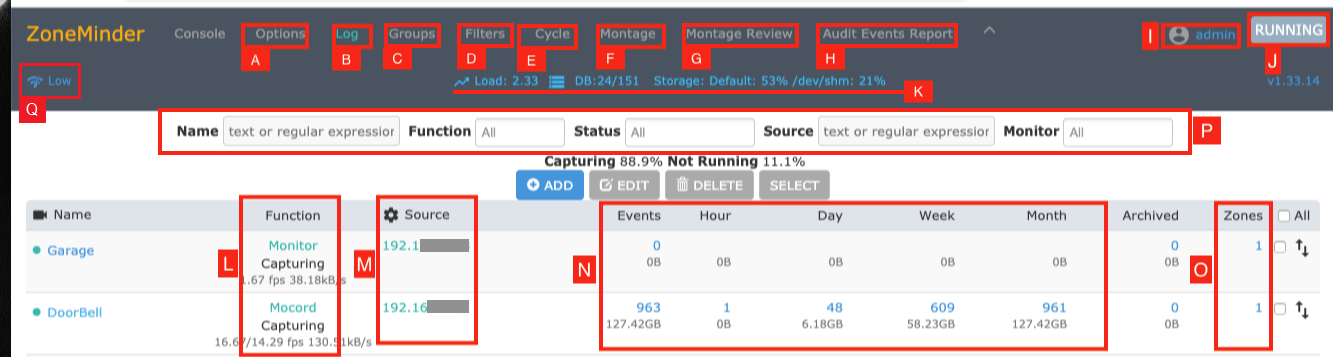 ZoneMinder Console Options Log Groups Filters Cycle Montage Montage Review Audit Events Report I admin RUNNING
A B C D E F G H J
Low Load: 2.33 DB:24/151 Storage: Default: 53% /dev/shm: 21% K v1.33.14
Q
Name text or regular expression Function All Status All Source text or regular expression Monitor All P
Capturing 88.9% Not Running 11.1%
ADD EDIT DELETE SELECT
Name Function Source Events Hour Day Week Month Archived Zones All
Garage Monitor 192.1 0 0 1
L Capturing M N 0B 0B 0B 0B 0B 0B O
1.67 fps 38.18kB/s
DoorBell Mocord 192.16 963 1 48 609 961 0 1
Capturing 127.42GB 0B 6.18GB 58.23GB 127.42GB 0B
16.67/14.29 fps 130.51kB/s